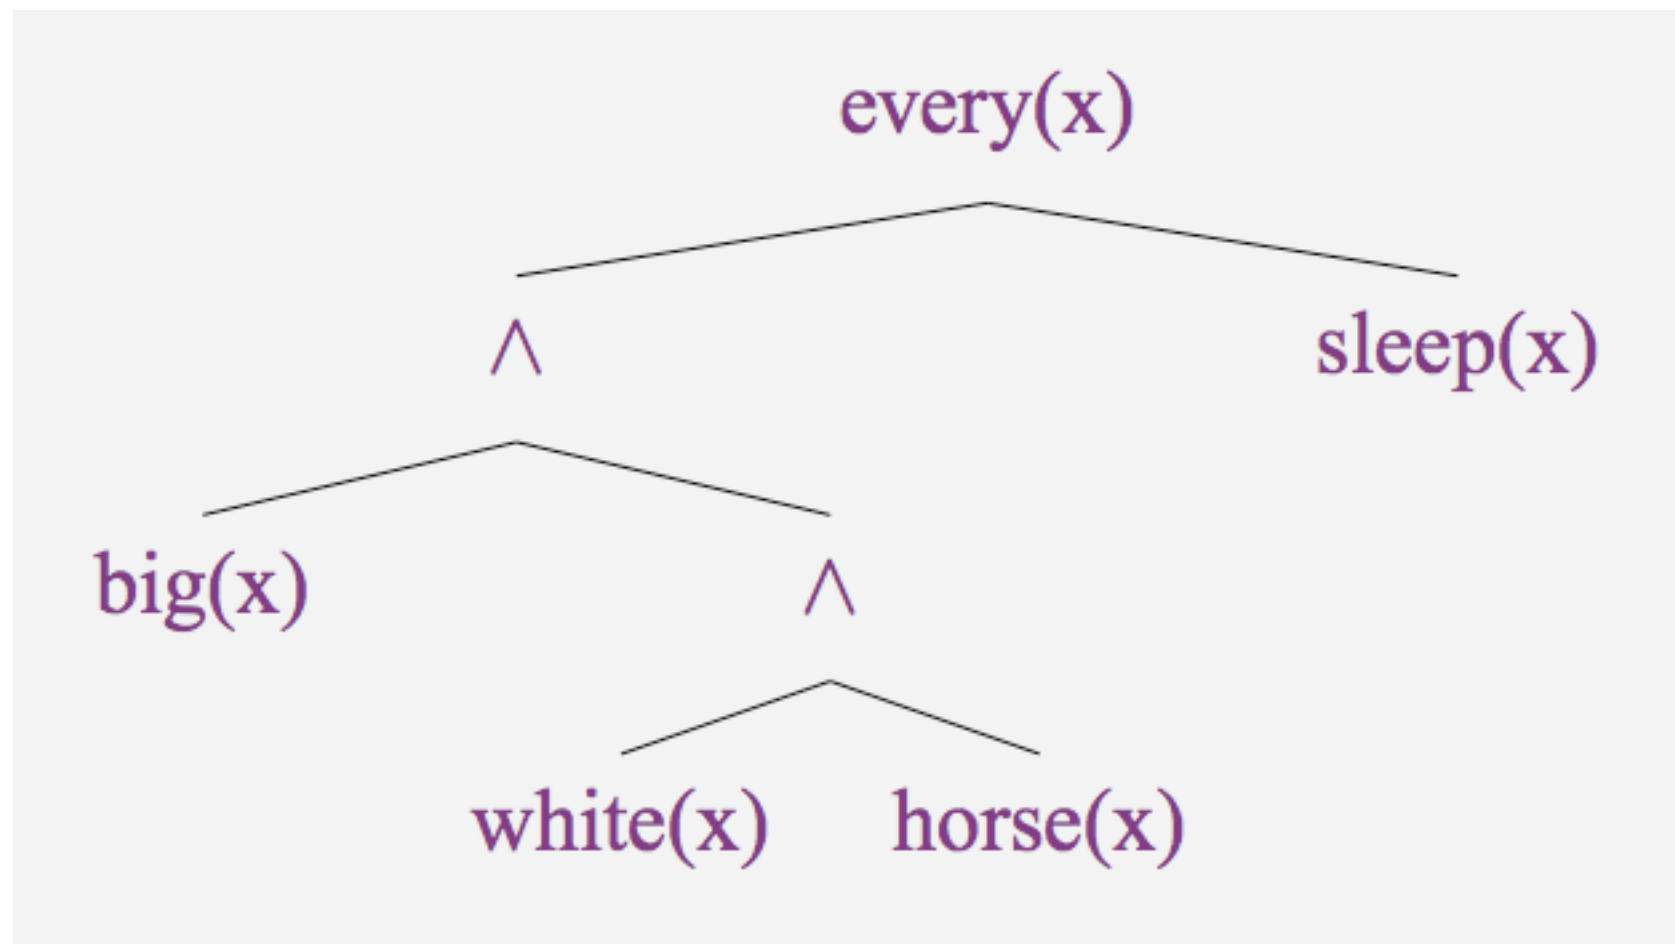 every(x)
∧ sleep(x)
big(x) ∧
white(x) horse(x)